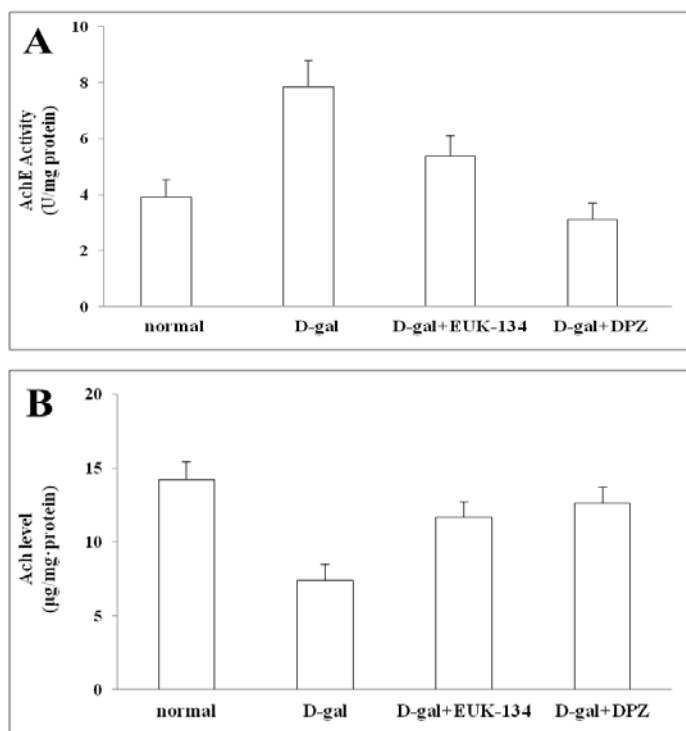 A
AchE Activity
(U/mg protein)
10
8
6
4
2
0
normal
D-gal
D-gal+EUK-134
D-gal+DPZ
B
Ach level
(µg/mg·protein)
20
15
10
5
0
normal
D-gal
D-gal+EUK-134
D-gal+DPZ